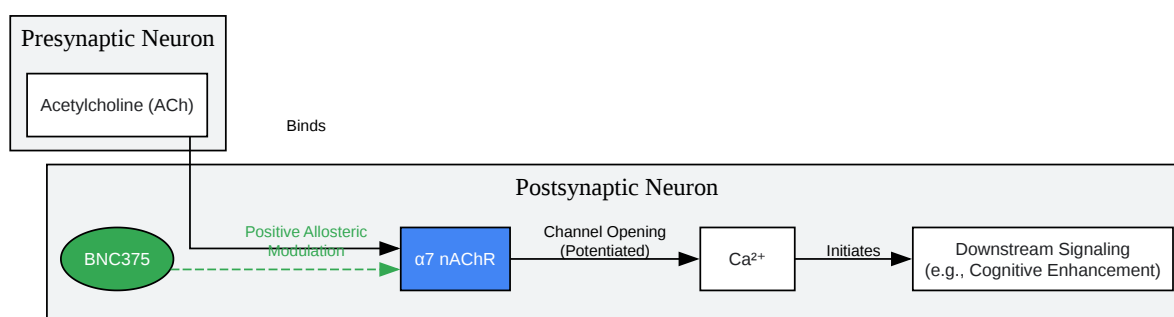 Presynaptic Neuron
Acetylcholine (ACh)
Binds
Postsynaptic Neuron
BNC375
Positive Allosteric
Modulation
α7 nAChR
Channel Opening
(Potentiated)
Ca²⁺
Initiates
Downstream Signaling
(e.g., Cognitive Enhancement)